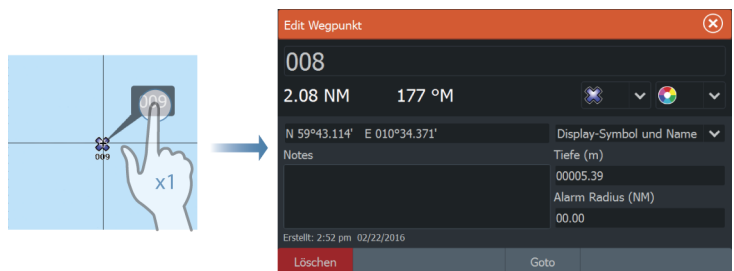 009
009
x1
Edit Wegpunkt
008
2.08 NM 177 °M
N 59°43.114' E 010°34.371' Display-Symbol und Name
Notes Tiefe (m)
00005.39
Alarm Radius (NM)
00.00
Erstellt: 2:52 pm 02/22/2016
Löschen Goto